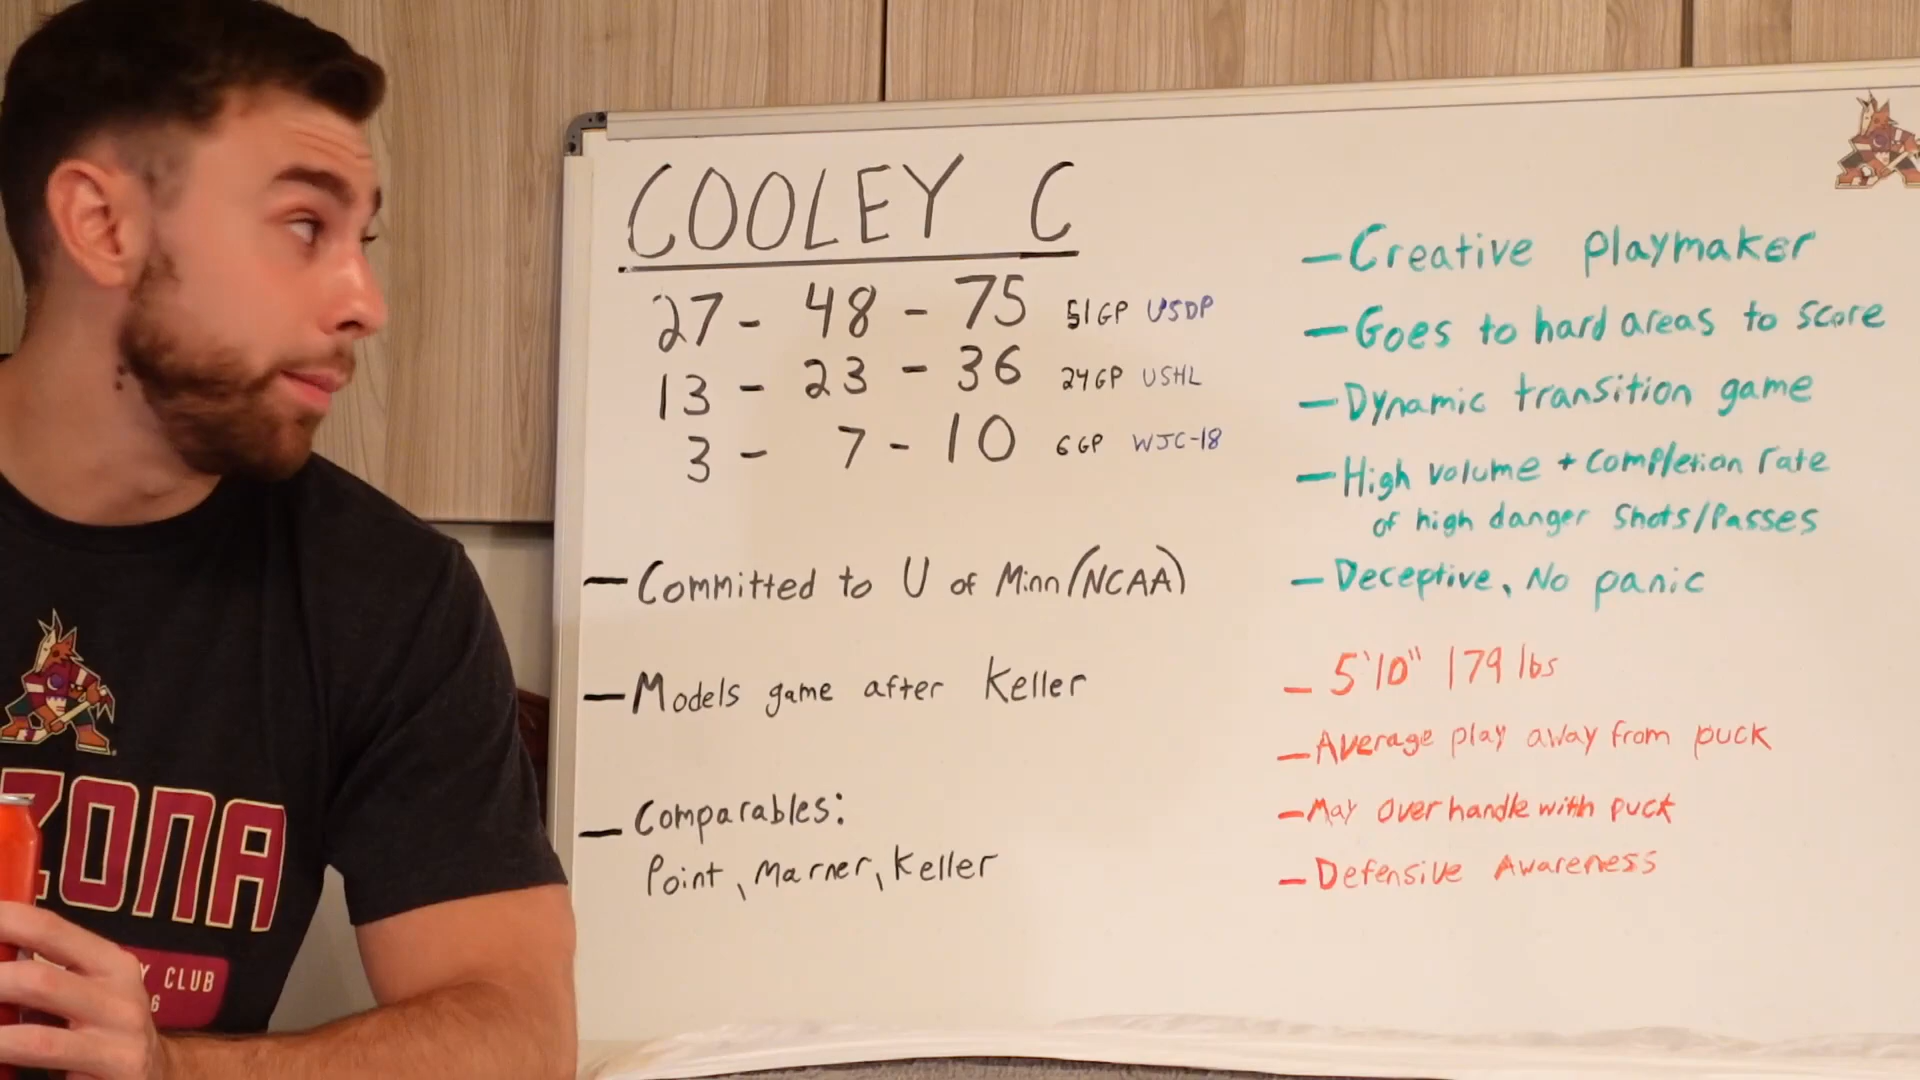 COOLEY C
27 - 48 - 75 51GP USDP
13 - 23 - 36 24GP USHL
3 - 7 - 10 6GP WJC-18
- Committed to U of Minn (NCAA)
- Models game after Keller
- Comparables:
Point, Marner, Keller
- Creative playmaker
- Goes to hard areas to score
- Dynamic transition game
- High volume + completion rate
of high danger shots/Passes
- Deceptive, No panic
- 5'10" 179 lbs
- Average play away from puck
- May over handle with puck
- Defensive Awareness
ZONA
Y CLUB
6